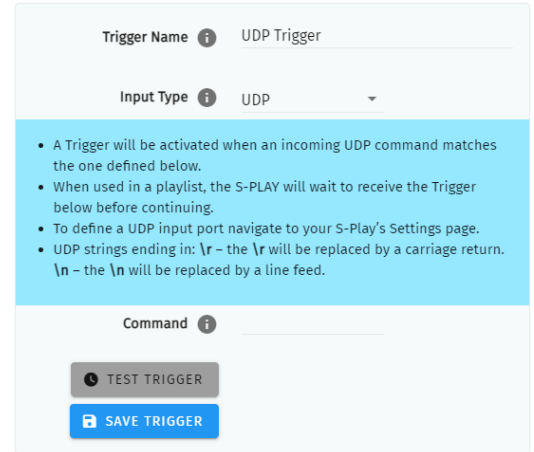 Trigger Name UDP Trigger
Input Type UDP
• A Trigger will be activated when an incoming UDP command matches
the one defined below.
• When used in a playlist, the S-PLAY will wait to receive the Trigger
below before continuing.
• To define a UDP input port navigate to your S-Play's Settings page.
• UDP strings ending in: \r – the \r will be replaced by a carriage return.
\n – the \n will be replaced by a line feed.
Command
TEST TRIGGER
SAVE TRIGGER